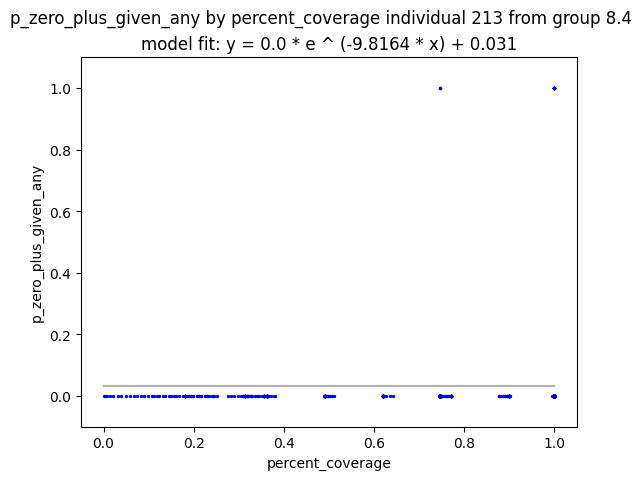 p_zero_plus_given_any by percent_coverage individual 213 from group 8.4
model fit: y = 0.0 * e ^ (-9.8164 * x) + 0.031
1.0
0.8
0.6
0.4
0.2
0.0
p_zero_plus_given_any
0.0 0.2 0.4 0.6 0.8 1.0
percent_coverage